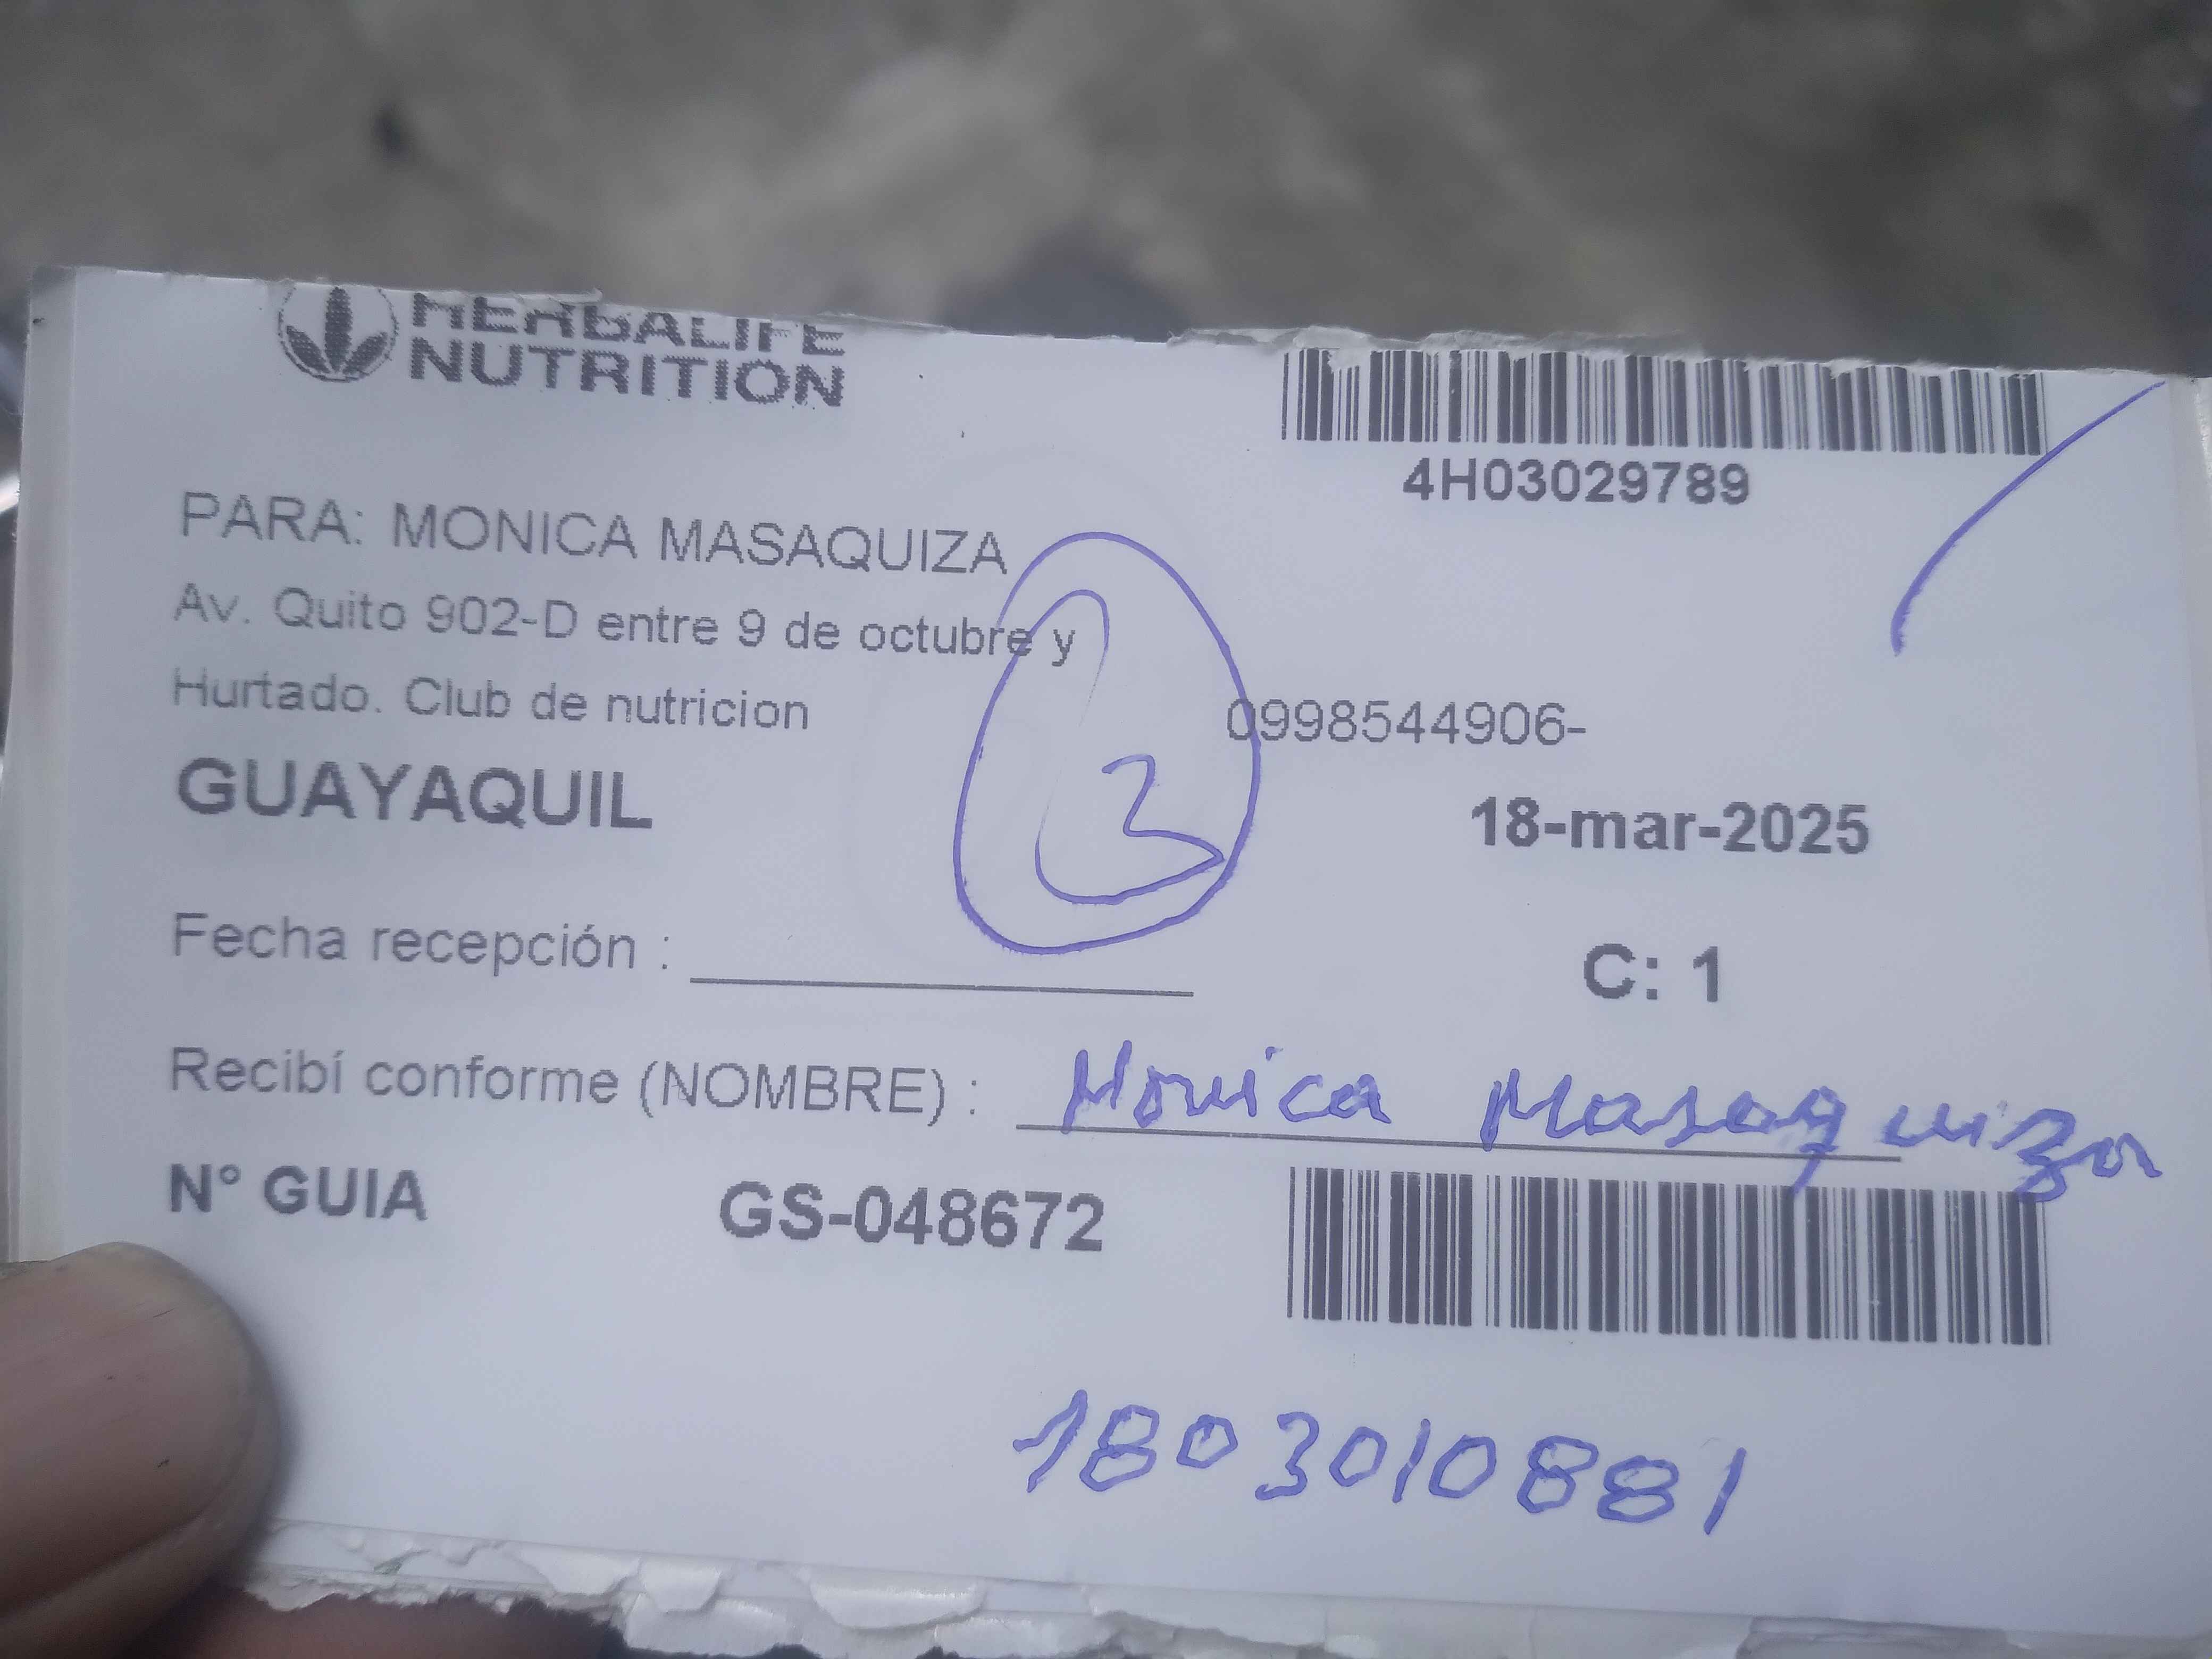 HERBALIFE
NUTRITION
4H03029789
PARA: MONICA MASAQUIZA
Av. Quito 902-D entre 9 de octubre y
Hurtado. Club de nutricion
0998544906-
GUAYAQUIL
18-mar-2025
Fecha recepción :
C: 1
Recibí conforme (NOMBRE) : Monica Masaquiza
N° GUIA GS-048672
1803010881